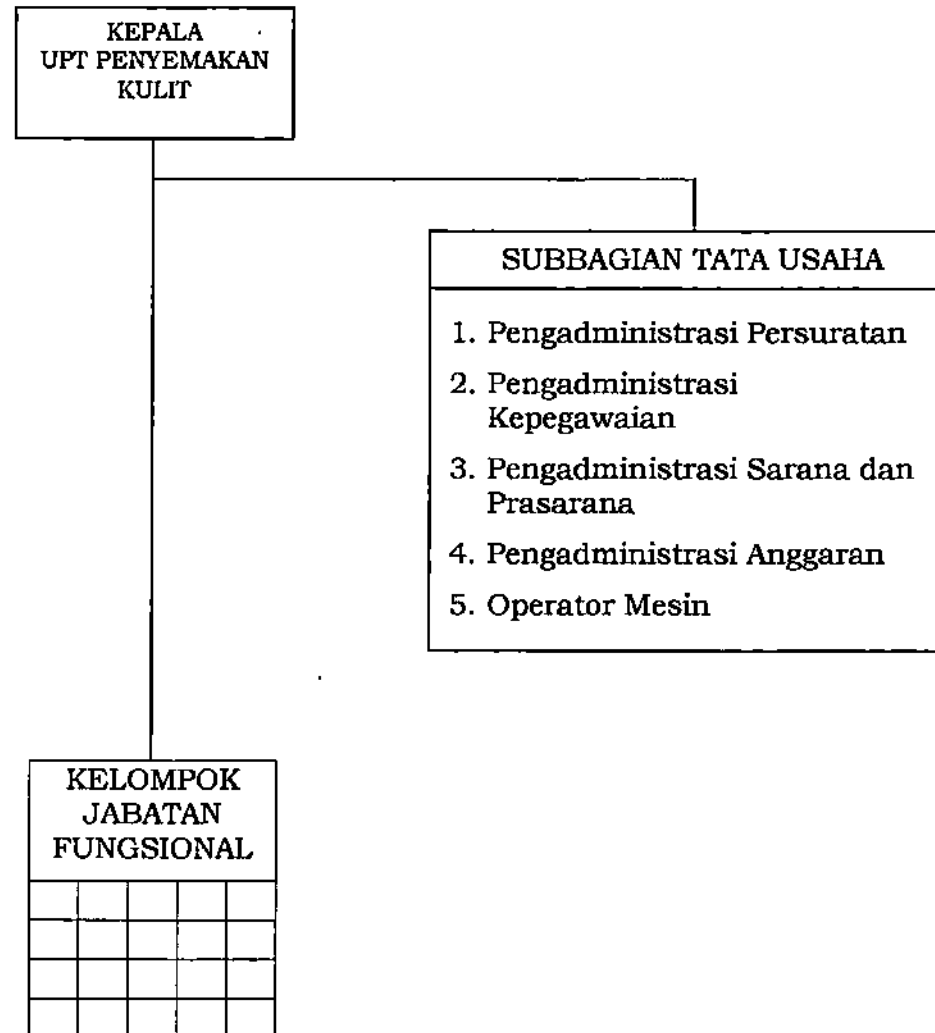 KEPALA
UPT PENYEMAKAN
KULIT
SUBBAGIAN TATA USAHA
1. Pengadministrasi Persuratan
2. Pengadministrasi
Kepegawaian
3. Pengadministrasi Sarana dan
Prasarana
4. Pengadministrasi Anggaran
5. Operator Mesin
KELOMPOK
JABATAN
FUNGSIONAL